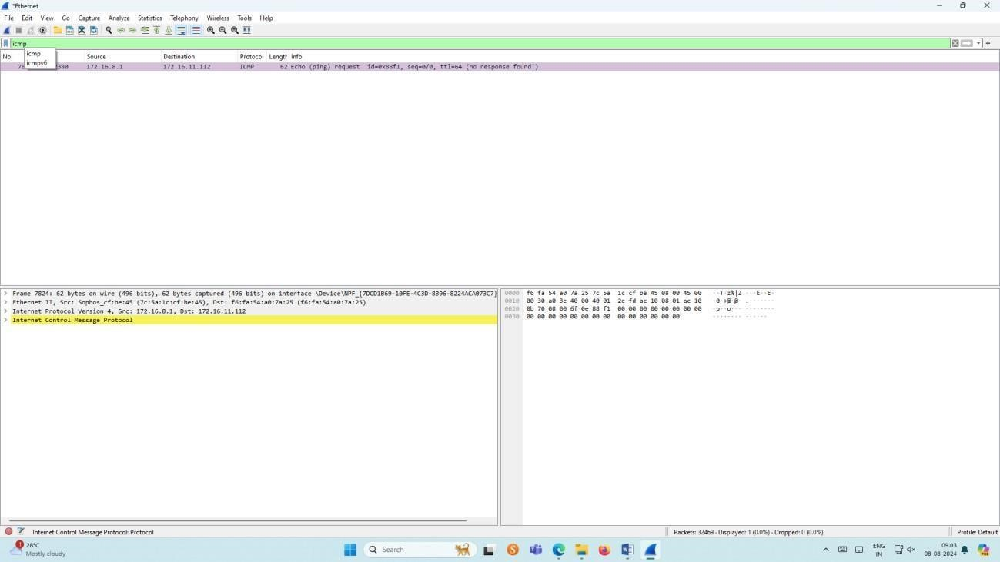 *Ethernet
File Edit View Go Capture Analyze Statistics Telephony Wireless Tools Help
icmp
icmp
icmpv6
No. Source Destination Protocol Length Info
78 380 172.16.8.1 172.16.11.112 ICMP 62 Echo (ping) request id=0x88f1, seq=0/0, ttl=64 (no response found!)
Frame 7824: 62 bytes on wire (496 bits), 62 bytes captured (496 bits) on interface \Device\NPF_{7DCD1B69-10FE-4C3D-8396-8224ACA073C7}
Ethernet II, Src: Sophos_cf:be:45 (7c:5a:1c:cf:be:45), Dst: f6:fa:54:a0:7a:25 (f6:fa:54:a0:7a:25)
Internet Protocol Version 4, Src: 172.16.8.1, Dst: 172.16.11.112
Internet Control Message Protocol
0000 f6 fa 54 a0 7a 25 7c 5a 1c cf be 45 08 00 45 00 ··T·z%|Z ···E··E·
0010 00 30 a0 3e 40 00 40 01 2e fd ac 10 08 01 ac 10 ·0·>@·@· .·······
0020 0b 70 08 00 6f 0e 88 f1 00 00 00 00 00 00 00 00 ·p··o··· ········
0030 00 00 00 00 00 00 00 00 00 00 00 00 00 00 ········ ······
Internet Control Message Protocol: Protocol
Packets: 32469 · Displayed: 1 (0.0%) · Dropped: 0 (0.0%)
Profile: Default
1
28°C
Mostly cloudy
Search
ENG
IN
09:03
08-08-2024